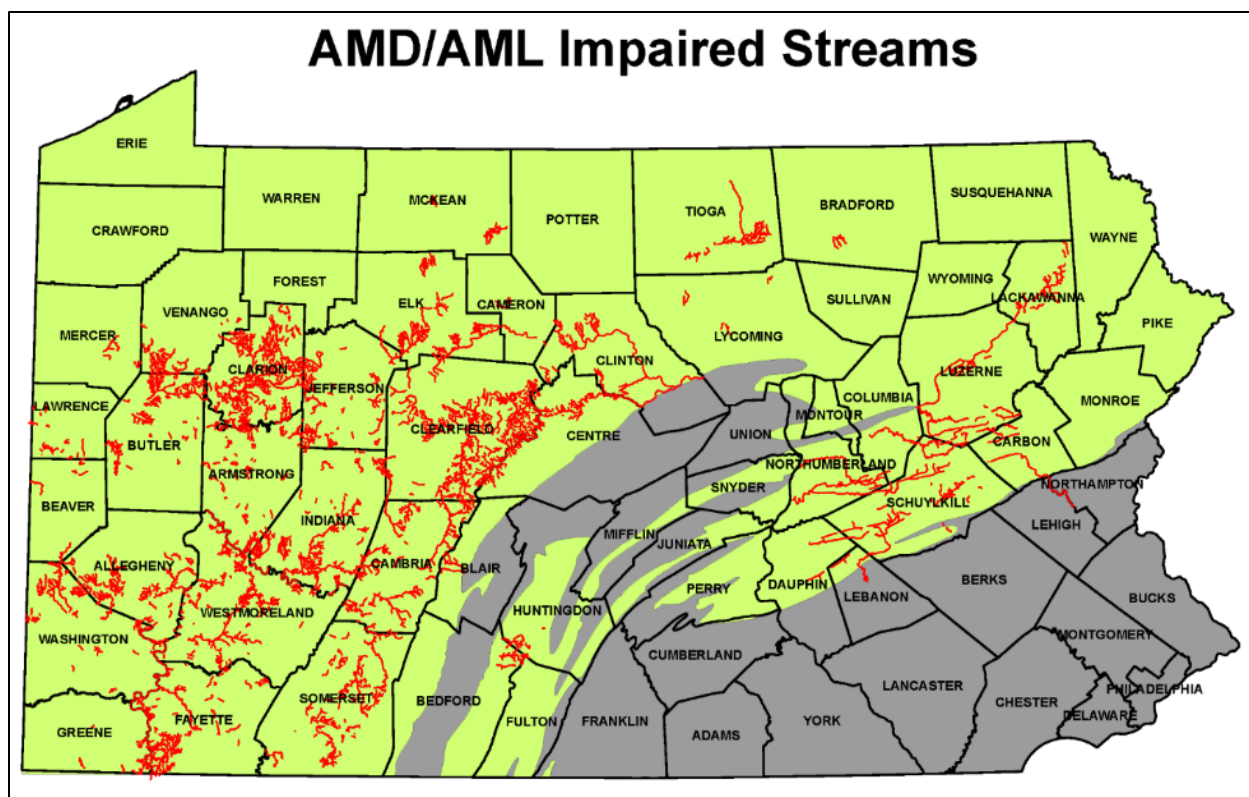 AMD/AML Impaired Streams
ERIE
CRAWFORD
WARREN
MCKEAN
POTTER
TIOGA
BRADFORD
SUSQUEHANNA
WAYNE
VENANGO
FOREST
ELK
CAMERON
WYOMING
LACKAWANNA
SULLIVAN
PIKE
MERCER
LYCOMING
CLARION
JEFFERSON
CLINTON
LUZERNE
MONROE
LAWRENCE
BUTLER
CLEARFIELD
CENTRE
UNION
MONTOUR
COLUMBIA
CARBON
ARMSTRONG
NORTHUMBERLAND
BEAVER
SNYDER
SCHUYLKILL
NORTHAMPTON
INDIANA
LEHIGH
ALLEGHENY
CAMBRIA
BLAIR
MIFFLIN
JUNIATA
PERRY
DAUPHIN
LEBANON
BERKS
BUCKS
WESTMORELAND
HUNTINGDON
WASHINGTON
MONTGOMERY
CUMBERLAND
LANCASTER
PHILADELPHIA
SOMERSET
BEDFORD
FULTON
FRANKLIN
ADAMS
YORK
CHESTER
DELAWARE
FAYETTE
GREENE